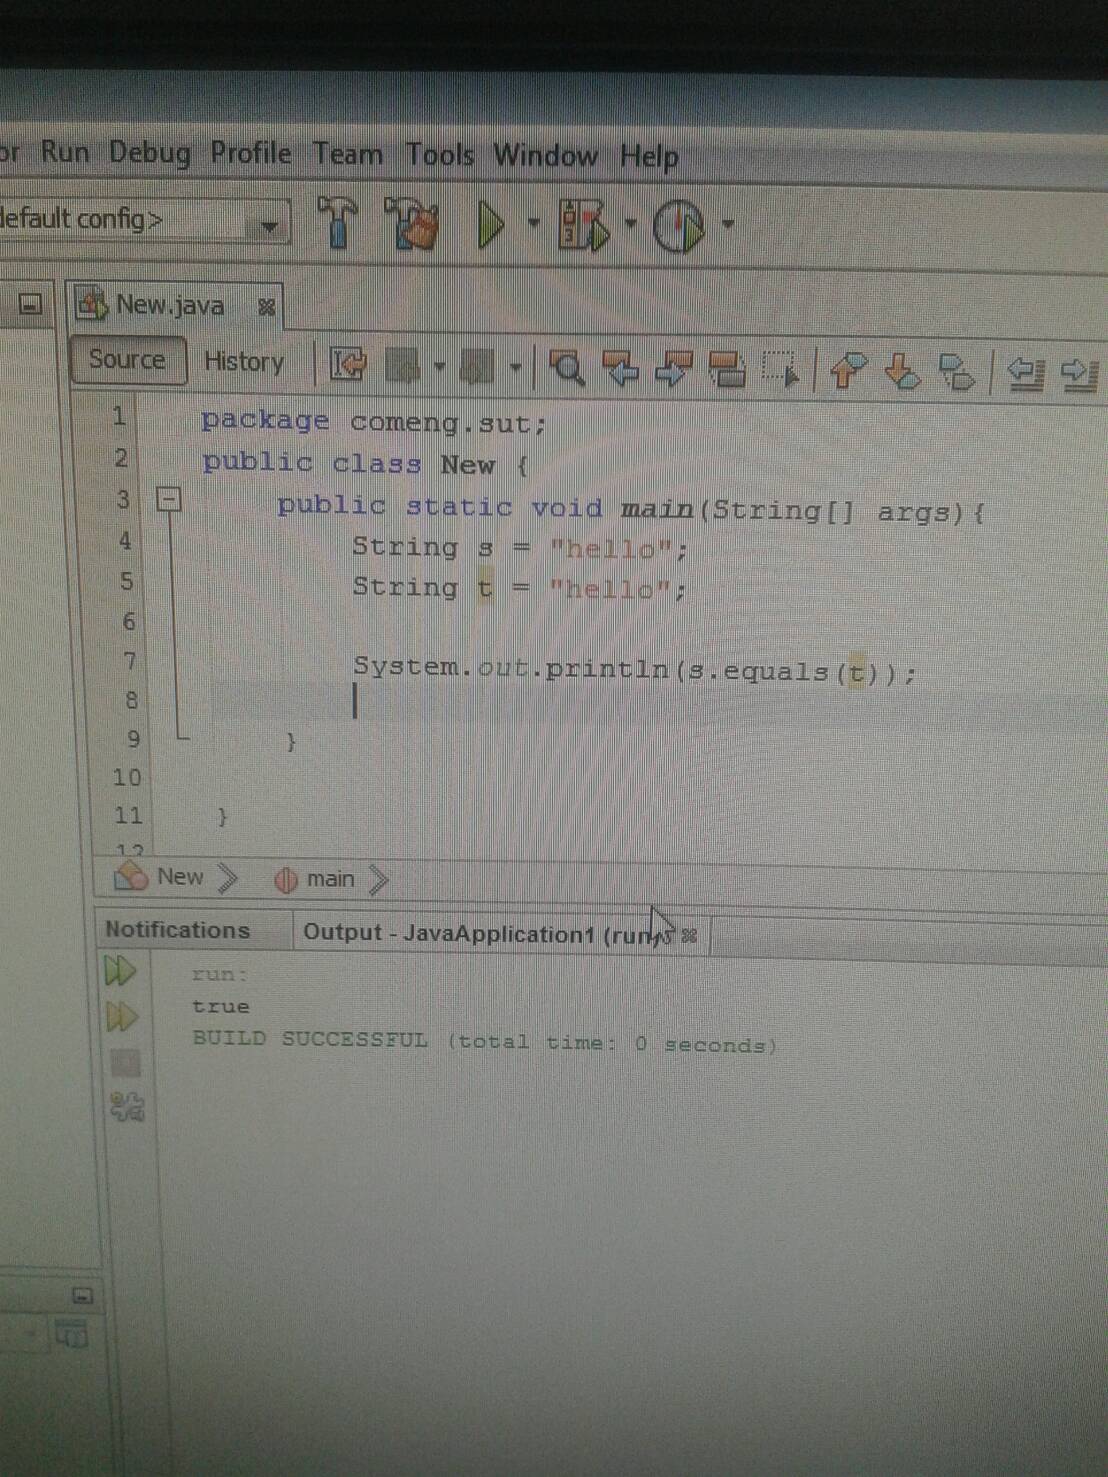 Run Debug Profile Team Tools Window Help
default config>
New.java
Source History
1 package comeng.sut;
2 public class New {
3 public static void main(String[] args){
4 String s = "hello";
5 String t = "hello";
6
7 System.out.println(s.equals(t));
8
9 }
10
11 }
12
New main
Notifications Output - JavaApplication1 (run)
run:
true
BUILD SUCCESSFUL (total time: 0 seconds)